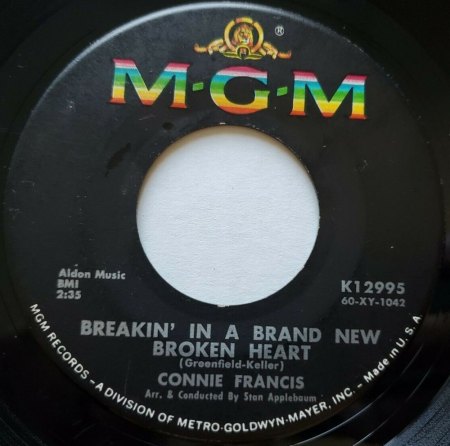 ®
M·G·M
Aldon Music
BMI
2:35
K12995
60-XY-1042
BREAKIN' IN A BRAND NEW
BROKEN HEART
(Greenfield-Keller)
CONNIE FRANCIS
Arr. & Conducted By Stan Applebaum
MGM RECORDS — A DIVISION OF METRO-GOLDWYN-MAYER, INC. — Made in U.S.A.